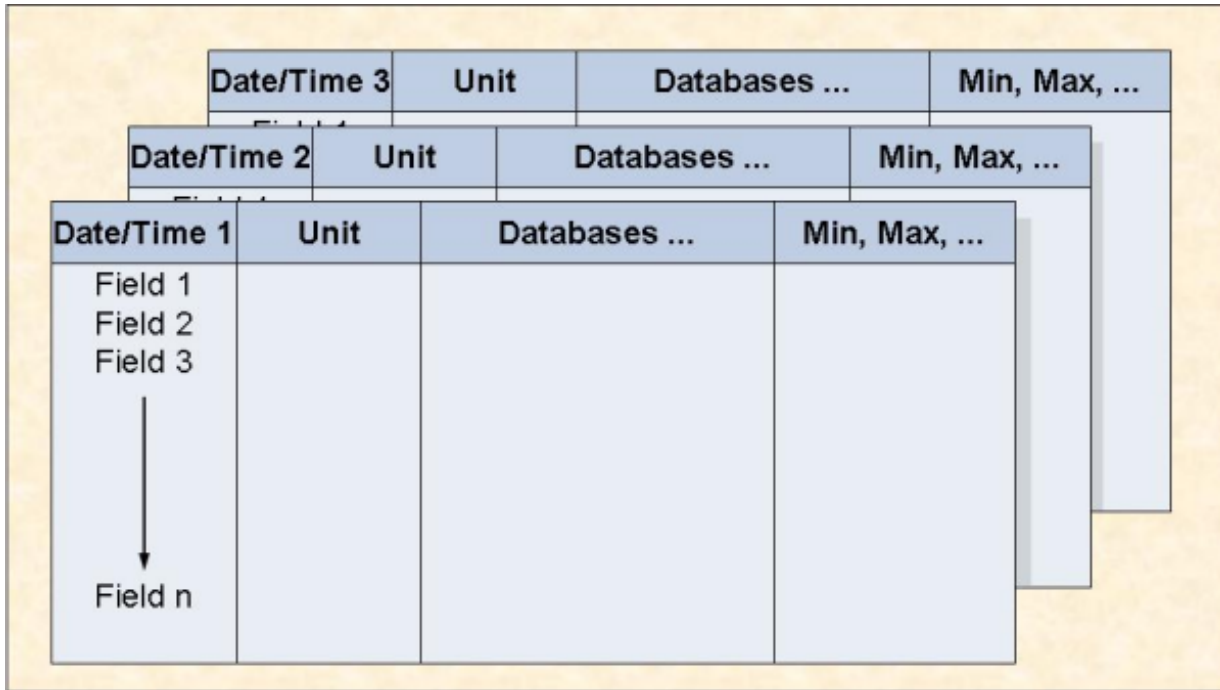 Date/Time 3 Unit Databases ... Min, Max, ...
Date/Time 2 Unit Databases ... Min, Max, ...
Date/Time 1 Unit Databases ... Min, Max, ...
Field 1
Field 2
Field 3
Field n